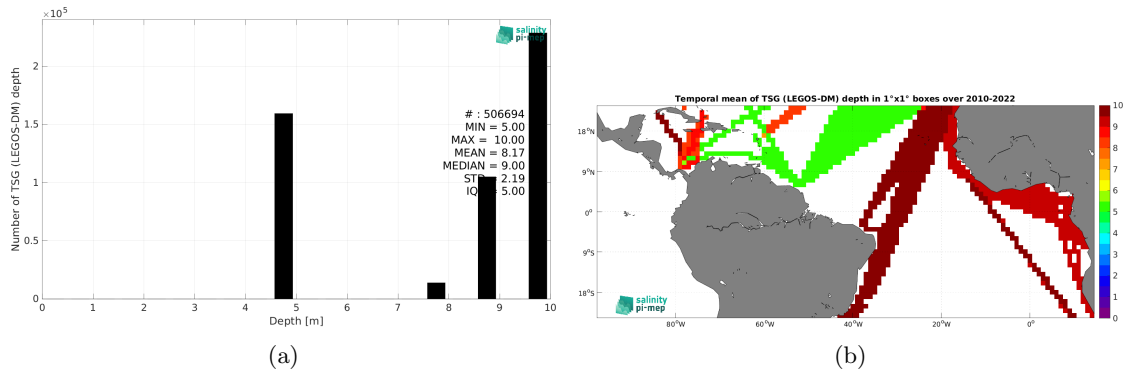 ×10⁵
salinity
pi-mep
2
1.5
1
0.5
0
Number of TSG (LEGOS-DM) depth
# : 506694
MIN = 5.00
MAX = 10.00
MEAN = 8.17
MEDIAN = 9.00
STD = 2.19
IQR = 5.00
0 1 2 3 4 5 6 7 8 9 10
Depth [m]
(a)
Temporal mean of TSG (LEGOS-DM) depth in 1°x1° boxes over 2010-2022
18°N
9°N
0°
9°S
18°S
salinity
pi-mep
80°W 60°W 40°W 20°W 0°
10
9
8
7
6
5
4
3
2
1
0
(b)